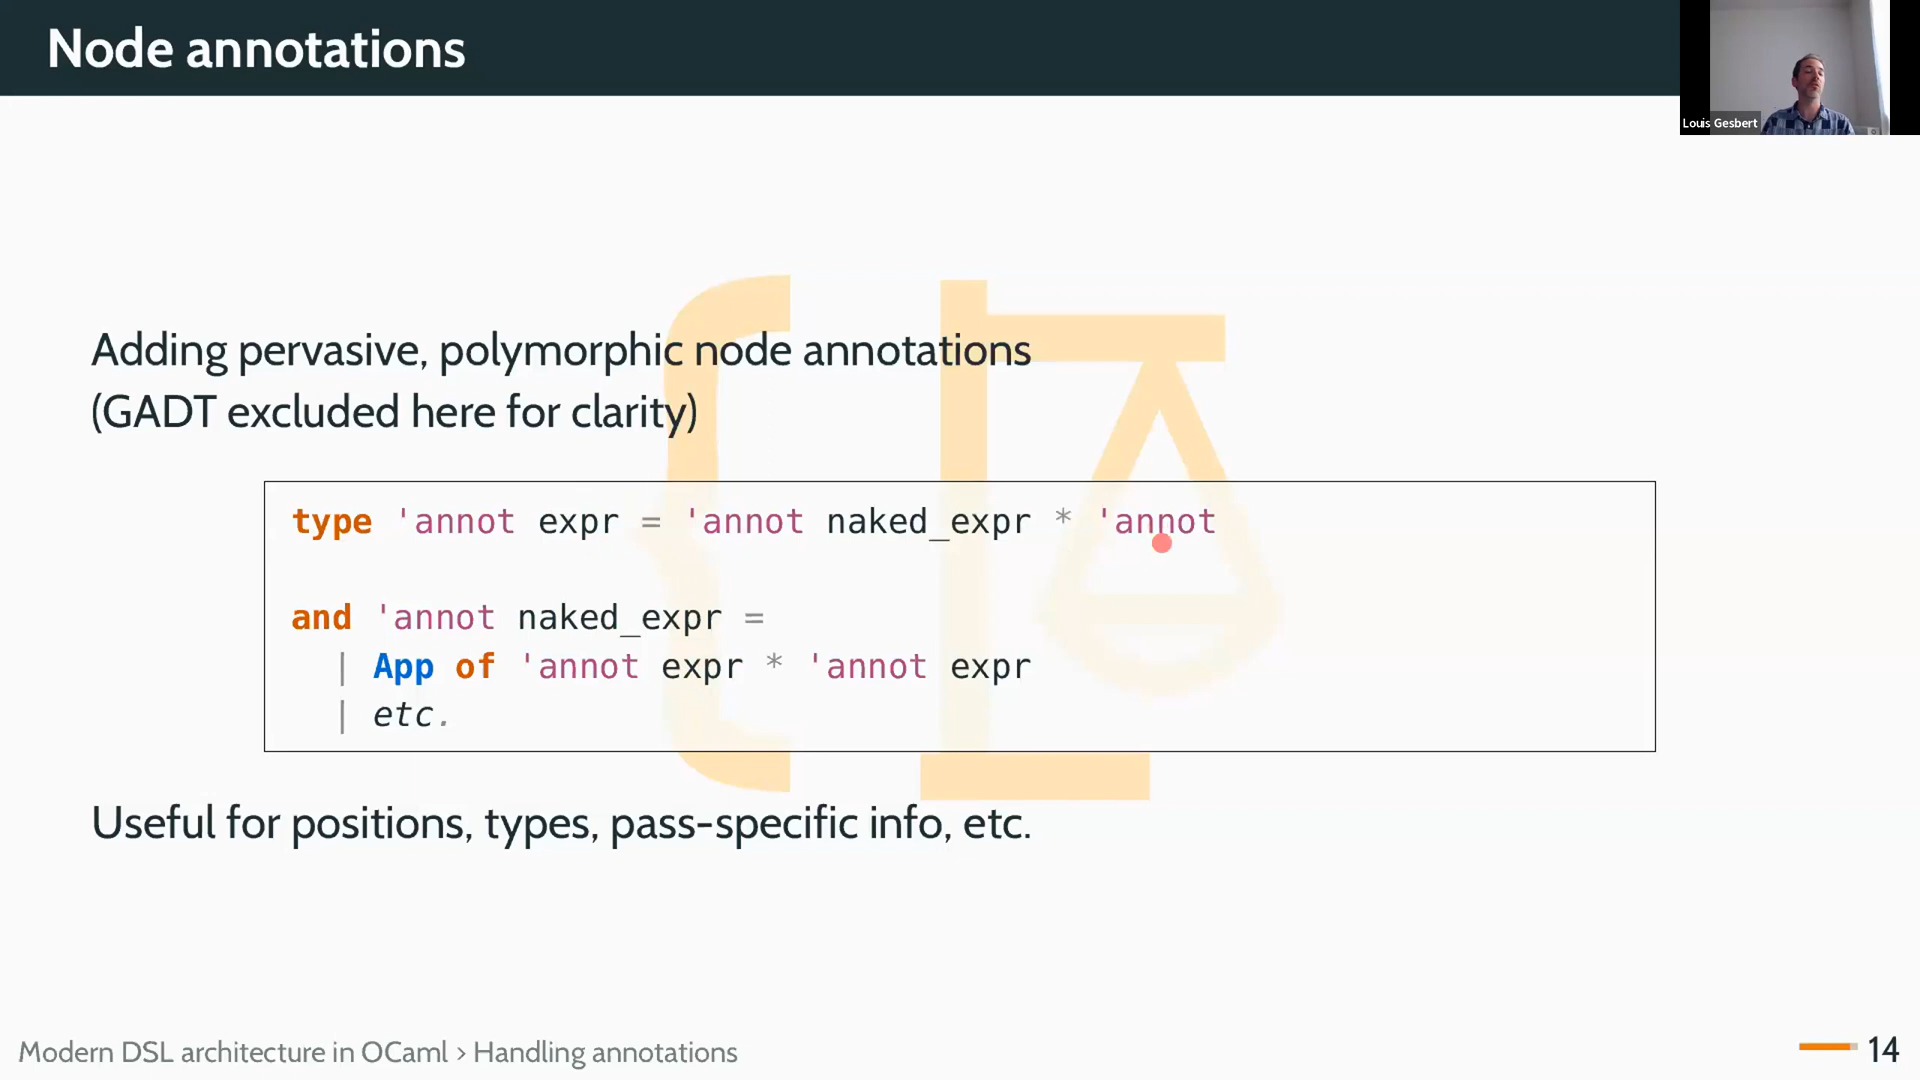 Node annotations
Louis Gesbert
Adding pervasive, polymorphic node annotations
(GADT excluded here for clarity)
type 'annot expr = 'annot naked_expr * 'annot
and 'annot naked_expr =
| App of 'annot expr * 'annot expr
| etc.
Useful for positions, types, pass-specific info, etc.
Modern DSL architecture in OCaml › Handling annotations
14